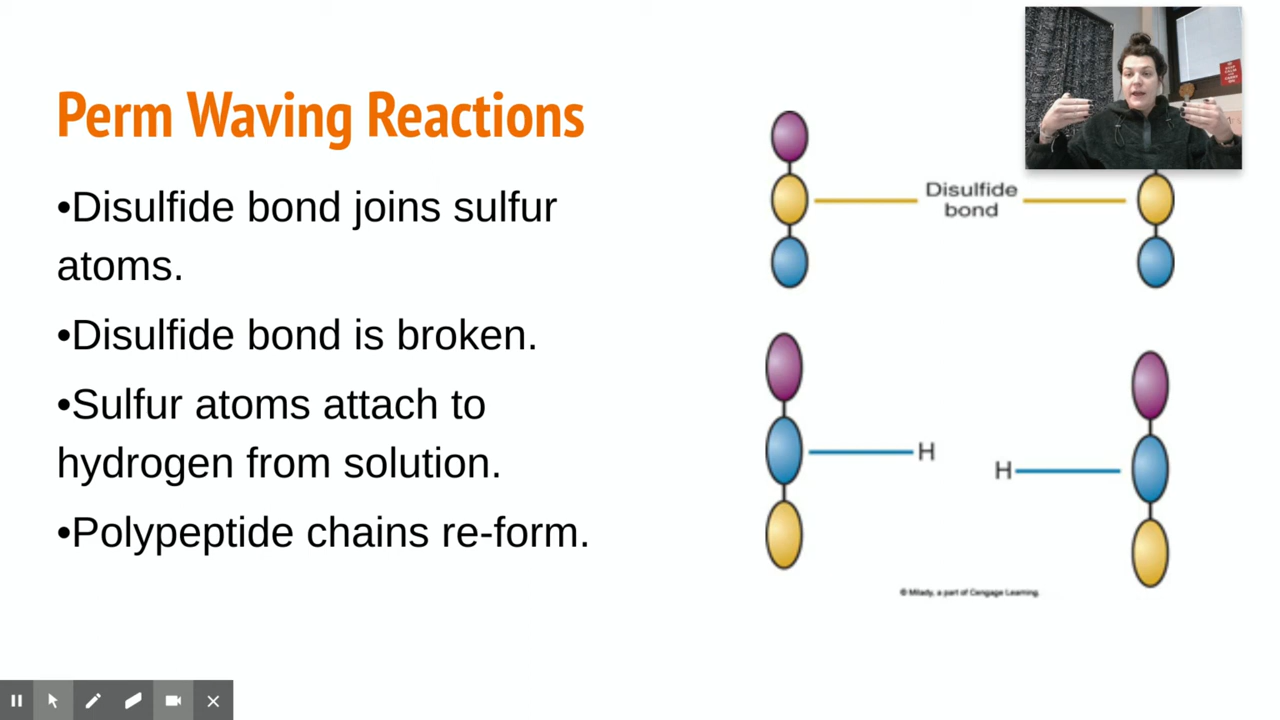 Perm Waving Reactions
•Disulfide bond joins sulfur
atoms.
•Disulfide bond is broken.
•Sulfur atoms attach to
hydrogen from solution.
•Polypeptide chains re-form.
Disulfide
bond
H
H
© Milady, a part of Cengage Learning.